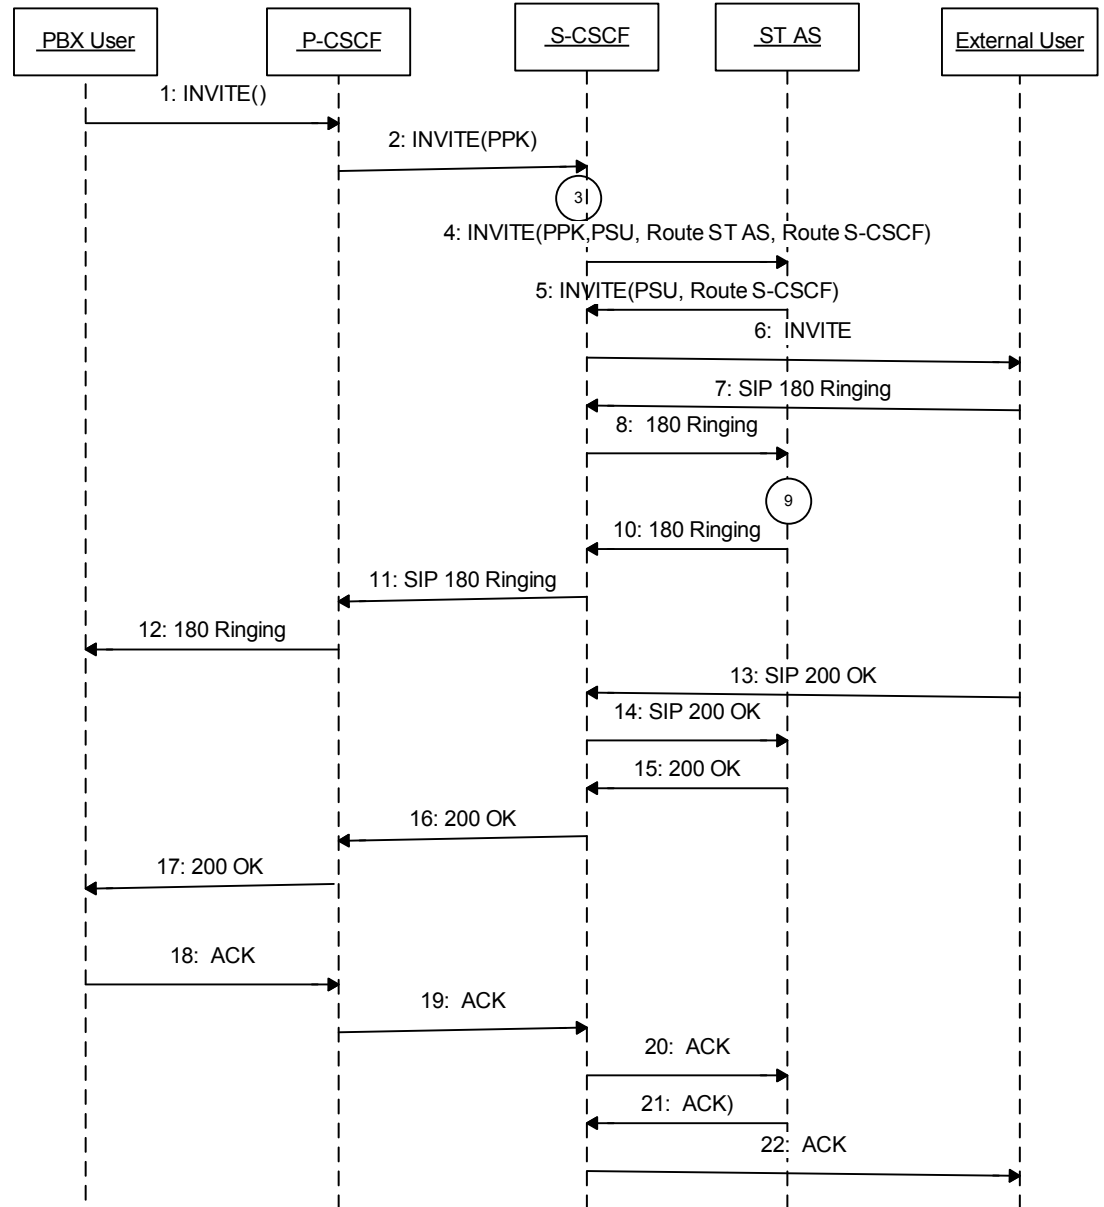 PBX User
P-CSCF
S-CSCF
ST AS
External User
1: INVITE()
2: INVITE(PPK)
3
4: INVITE(PPK,PSU, Route ST AS, Route S-CSCF)
5: INVITE(PSU, Route S-CSCF)
6: INVITE
7: SIP 180 Ringing
8: 180 Ringing
9
10: 180 Ringing
11: SIP 180 Ringing
12: 180 Ringing
13: SIP 200 OK
14: SIP 200 OK
15: 200 OK
16: 200 OK
17: 200 OK
18: ACK
19: ACK
20: ACK
21: ACK)
22: ACK